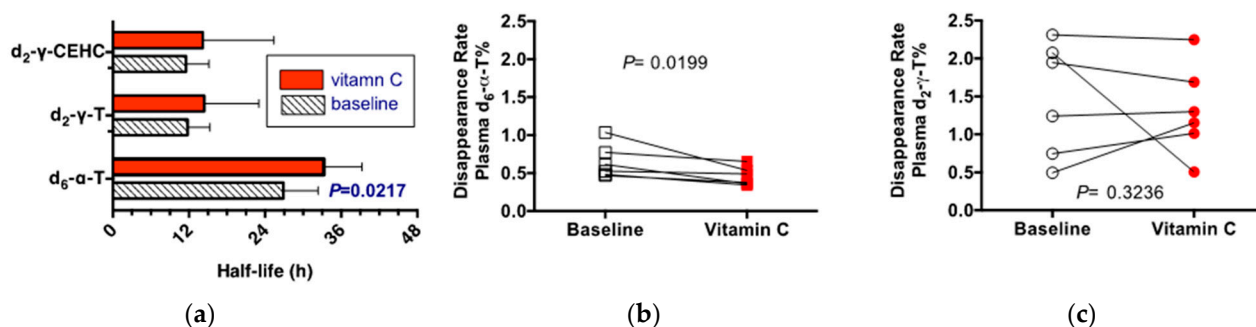 d2-γ-CEHC
d2-γ-T
d6-α-T
vitamn C
baseline
P=0.0217
0 12 24 36 48
Half-life (h)
(a)
Disappearance Rate
Plasma d6-α-T%
2.5
2.0
1.5
1.0
0.5
0.0
P= 0.0199
Baseline Vitamin C
(b)
Disappearance Rate
Plasma d2-γ-T%
2.5
2.0
1.5
1.0
0.5
0.0
P= 0.3236
Baseline Vitamin C
(c)